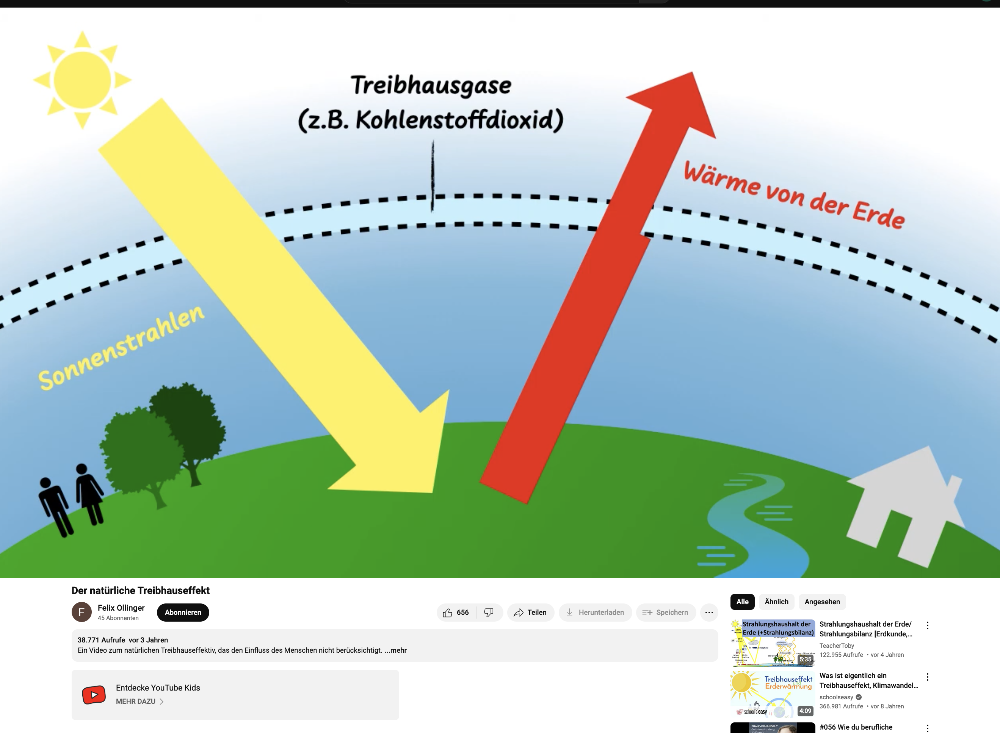 Treibhausgase
(z.B. Kohlenstoffdioxid)
Wärme von der Erde
Sonnenstrahlen
Der natürliche Treibhauseffekt
F
Felix Ollinger
45 Abonnenten
Abonnieren
656
Teilen
Herunterladen
Speichern
38.771 Aufrufe vor 3 Jahren
Ein Video zum natürlichen Treibhauseffektiv, das den Einfluss des Menschen nicht berücksichtigt. ...mehr
Entdecke YouTube Kids
MEHR DAZU
Alle
Ähnlich
Angesehen
Strahlungshaushalt der
Erde (+Strahlungsbilanz)
5:35
Strahlungshaushalt der Erde/
Strahlungsbilanz [Erdkunde,...
TeacherToby
122.955 Aufrufe • vor 4 Jahren
Treibhauseffekt
und
Erderwärmung
school's easy
4:09
Was ist eigentlich ein
Treibhauseffekt, Klimawandel...
schoolseasy
366.981 Aufrufe • vor 8 Jahren
FRAU VERHANDELT
#056 Wie du berufliche